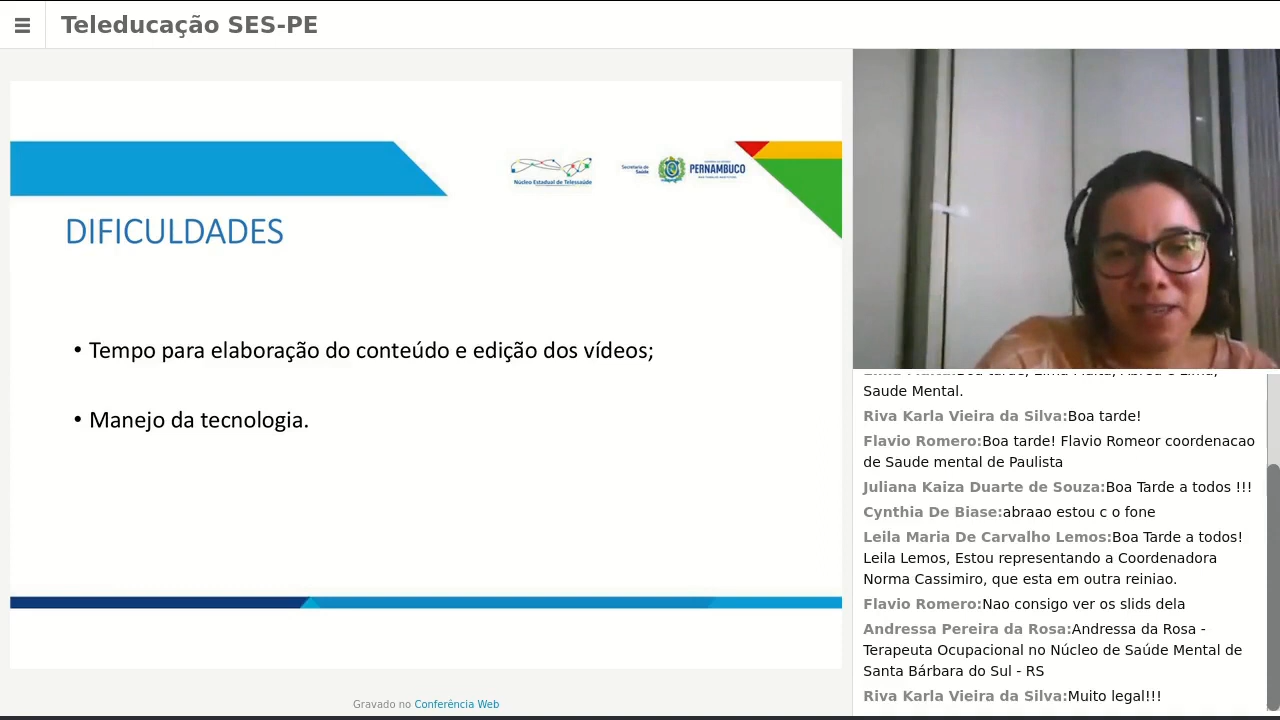 Teleducação SES-PE
Núcleo Estadual de Telessaúde
Secretaria de
Saúde
PERNAMBUCO
DIFICULDADES
• Tempo para elaboração do conteúdo e edição dos vídeos;
• Manejo da tecnologia.
Gravado no Conferência Web
Saude Mental.
Riva Karla Vieira da Silva:Boa tarde!
Flavio Romero:Boa tarde! Flavio Romeor coordenacao
de Saude mental de Paulista
Juliana Kaiza Duarte de Souza:Boa Tarde a todos !!!
Cynthia De Biase:abraao estou c o fone
Leila Maria De Carvalho Lemos:Boa Tarde a todos!
Leila Lemos, Estou representando a Coordenadora
Norma Cassimiro, que esta em outra reiniao.
Flavio Romero:Nao consigo ver os slids dela
Andressa Pereira da Rosa:Andressa da Rosa -
Terapeuta Ocupacional no Núcleo de Saúde Mental de
Santa Bárbara do Sul - RS
Riva Karla Vieira da Silva:Muito legal!!!